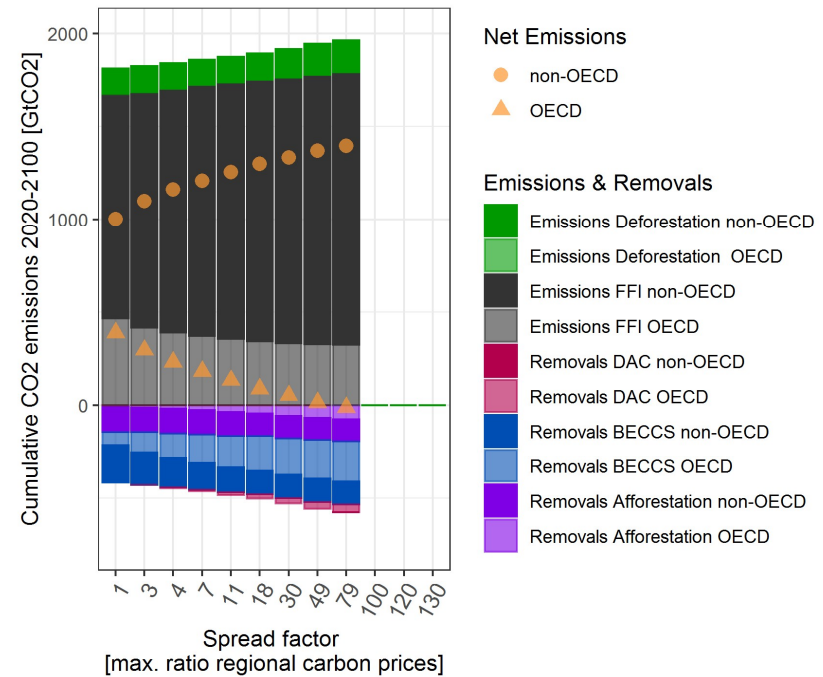 Cumulative CO2 emissions 2020-2100 [GtCO2]
2000
1000
0
1 3 4 7 11 18 30 49 79 100 120 130
Spread factor
[max. ratio regional carbon prices]
Net Emissions
non-OECD
OECD
Emissions & Removals
Emissions Deforestation non-OECD
Emissions Deforestation  OECD
Emissions FFI non-OECD
Emissions FFI OECD
Removals DAC non-OECD
Removals DAC OECD
Removals BECCS non-OECD
Removals BECCS OECD
Removals Afforestation non-OECD
Removals Afforestation OECD